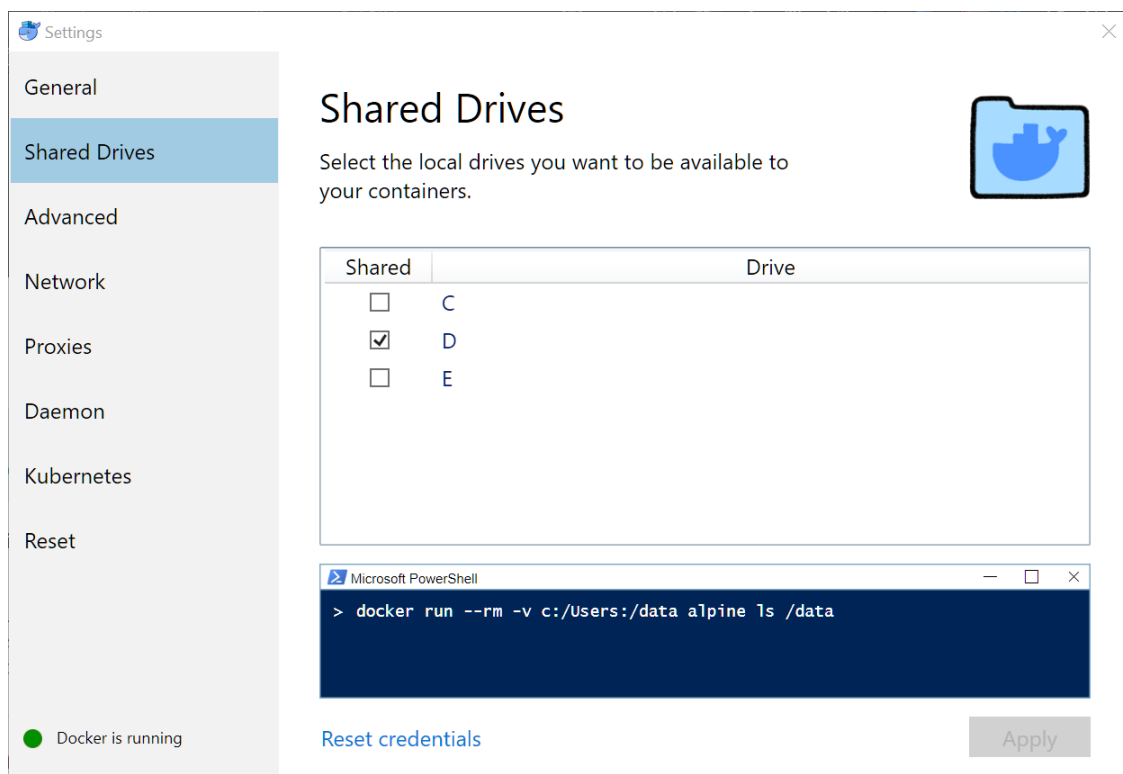 Settings
General
Shared Drives
Advanced
Network
Proxies
Daemon
Kubernetes
Reset
Docker is running
Shared Drives
Select the local drives you want to be available to
your containers.
Shared Drive
C
D
E
Microsoft PowerShell
> docker run --rm -v c:/Users:/data alpine ls /data
Reset credentials
Apply